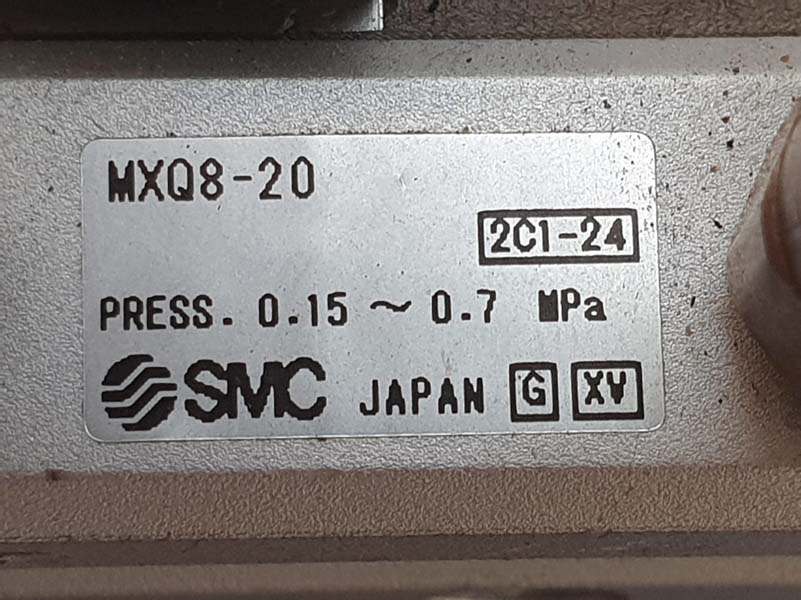 MXQ8-20
2C1-24
PRESS. 0.15 ~ 0.7 MPa
SMC JAPAN G XV